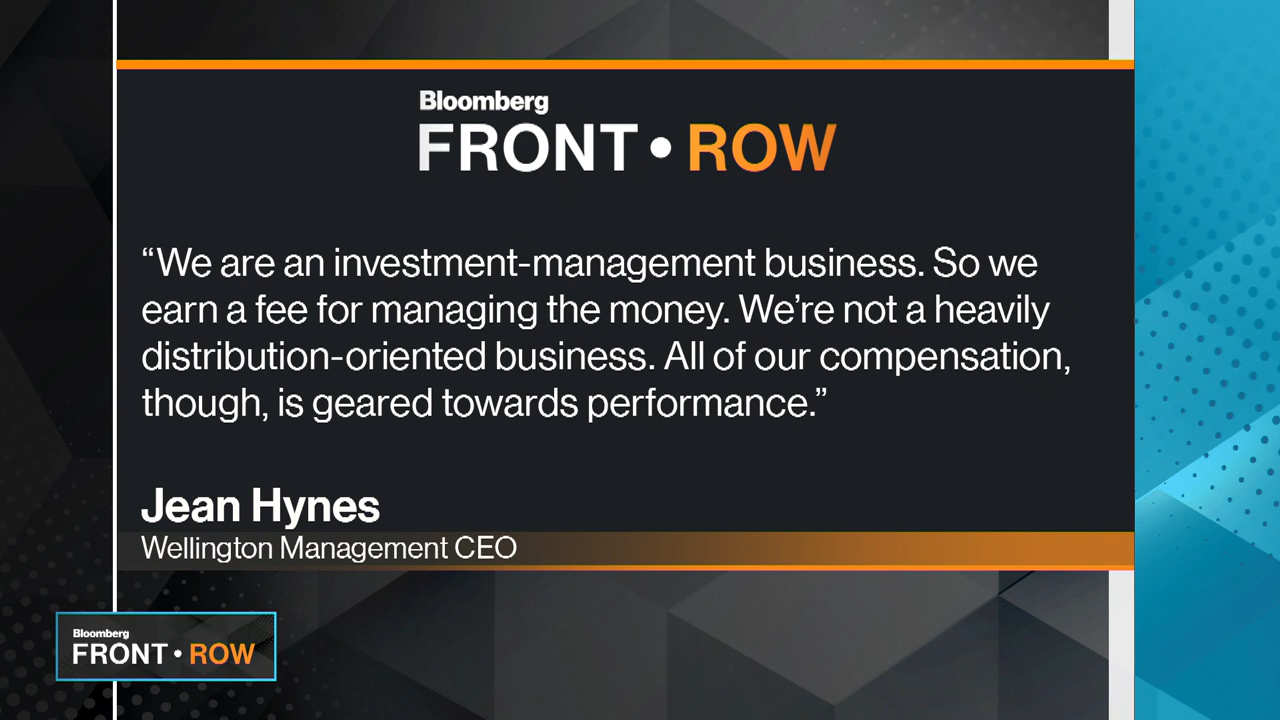 Bloomberg
FRONT • ROW
“We are an investment-management business. So we
earn a fee for managing the money. We’re not a heavily
distribution-oriented business. All of our compensation,
though, is geared towards performance.”
Jean Hynes
Wellington Management CEO
Bloomberg
FRONT • ROW